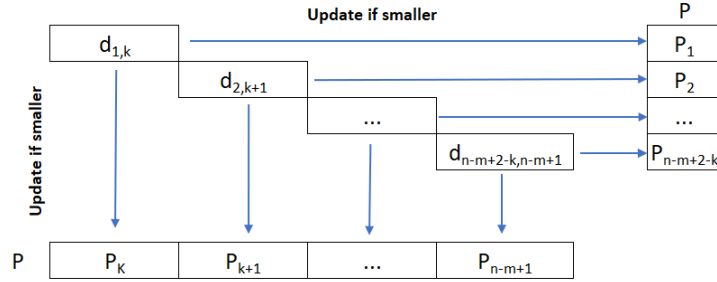 Update if smaller
P
d1,k
P1
d2,k+1
P2
...
...
dn-m+2-k,n-m+1
Pn-m+2-k
Update if smaller
P
PK
Pk+1
...
Pn-m+1